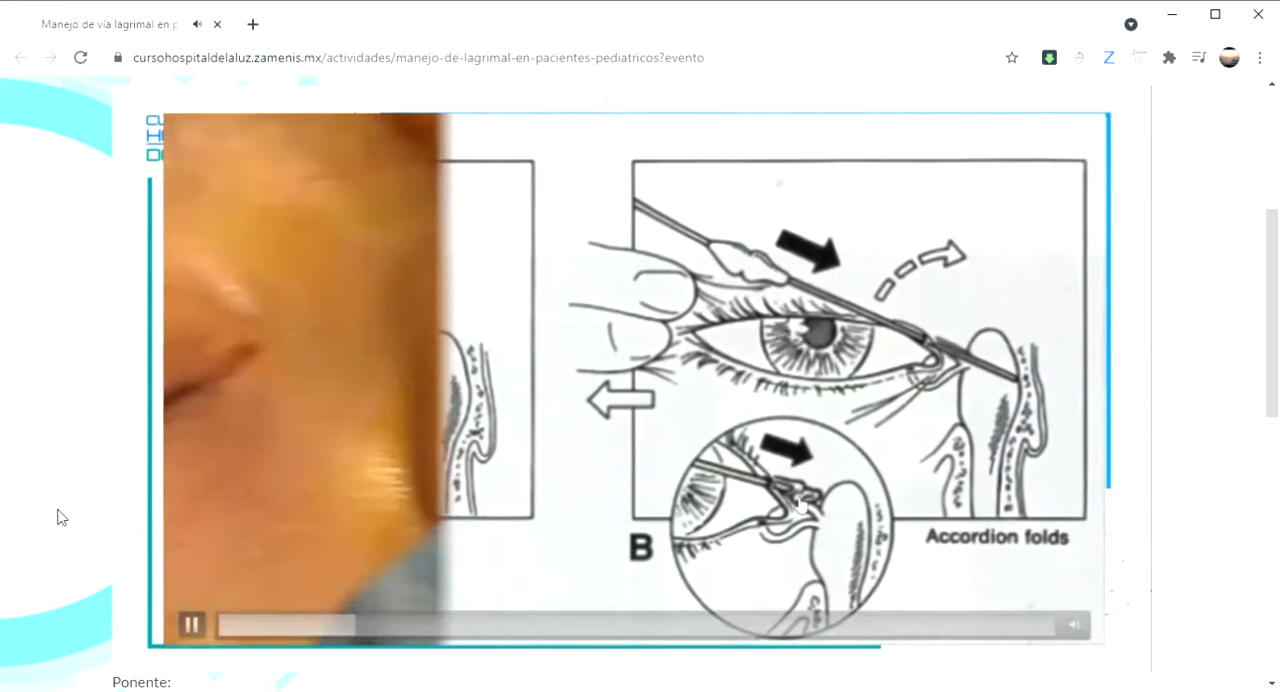 Manejo de vía lagrimal en p
cursohospitaldelaluz.zamenis.mx/actividades/manejo-de-lagrimal-en-pacientes-pediatricos?evento
B
Accordion folds
Ponente: